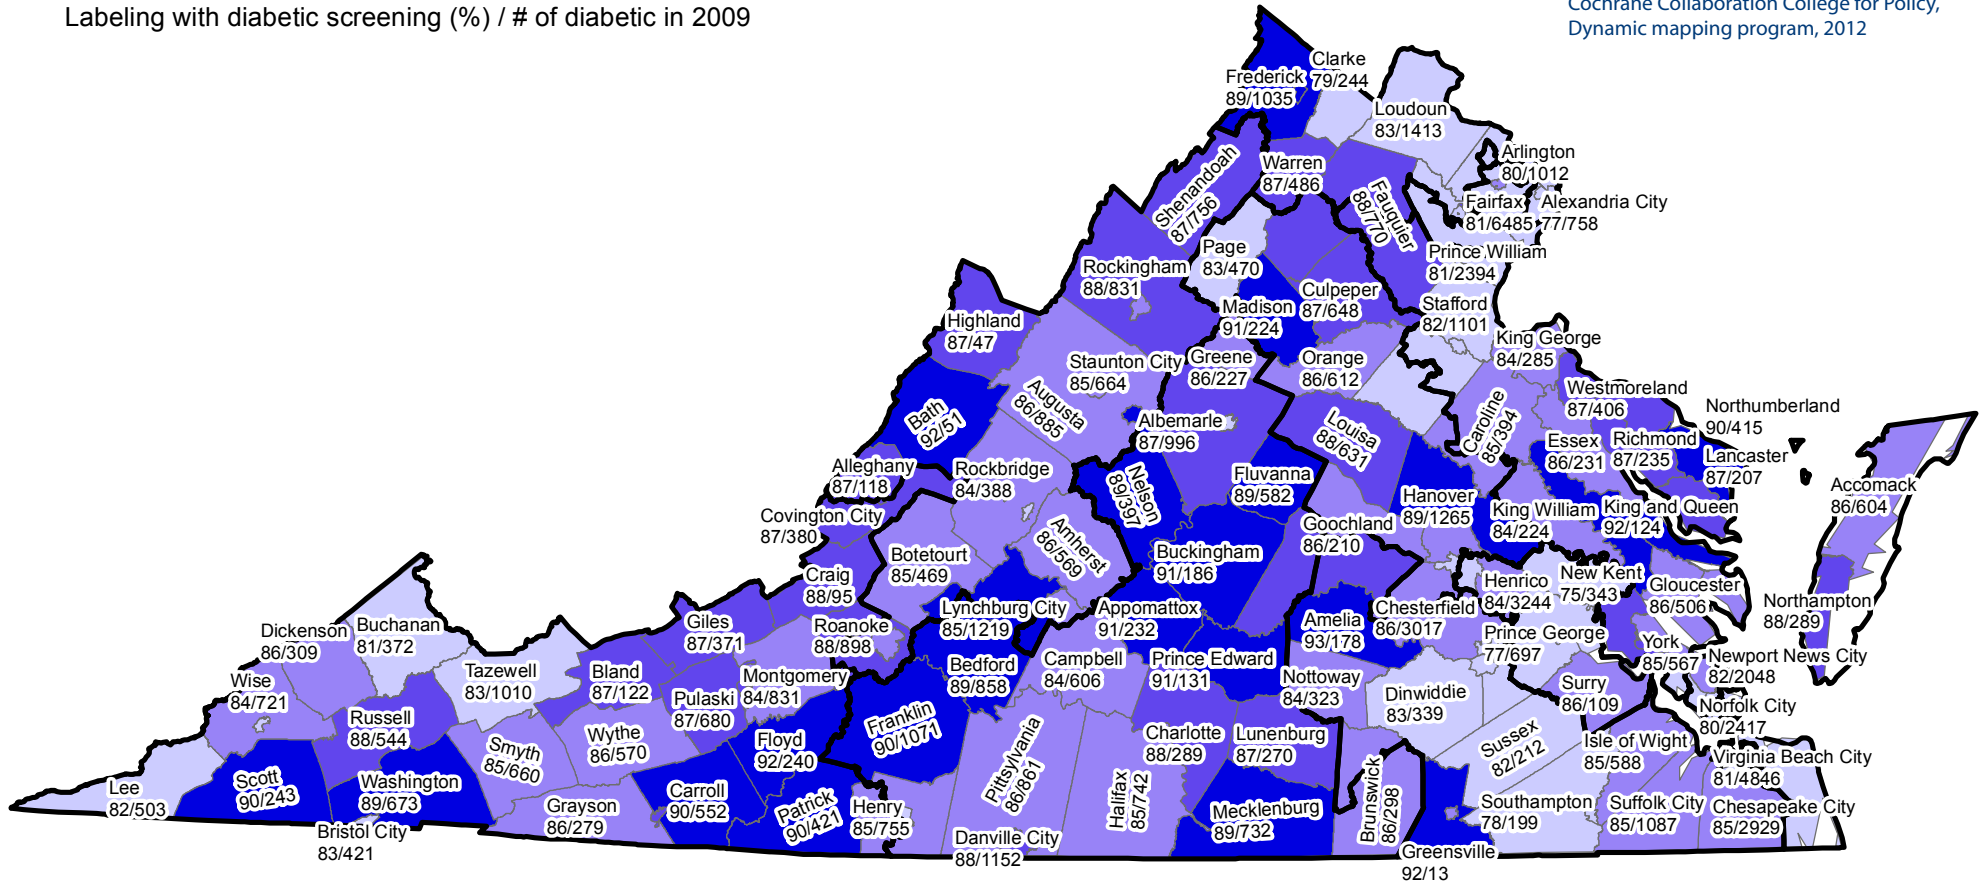 Labeling with diabetic screening (%) / # of diabetic in 2009
Cochrane Collaboration College for Policy,
Dynamic mapping program, 2012
Clarke
79/244
Frederick
89/1035
Loudoun
83/1413
Arlington
80/1012
Shenandoah
87/756
Warren
87/486
Fauquier
88/770
Fairfax
81/6485
Alexandria City
77/758
Page
83/470
Prince William
81/2394
Rockingham
88/831
Culpeper
87/648
Madison
91/224
Stafford
82/1101
Highland
87/47
King George
84/285
Staunton City
85/664
Greene
86/227
Orange
86/612
Augusta
86/885
Westmoreland
87/406
Northumberland
90/415
Bath
92/51
Albemarle
87/996
Louisa
88/631
Caroline
85/394
Essex
86/231
Richmond
87/235
Lancaster
87/207
Alleghany
87/118
Rockbridge
84/388
Nelson
89/397
Fluvanna
89/582
Hanover
89/1265
Accomack
86/604
Covington City
87/380
Goochland
86/210
King William
84/224
King and Queen
92/124
Botetourt
85/469
Amherst
86/569
Buckingham
91/186
Craig
88/95
Henrico
84/3244
New Kent
75/343
Gloucester
86/506
Northampton
88/289
Lynchburg City
85/1219
Appomattox
91/232
Amelia
93/178
Chesterfield
86/3017
Dickenson
86/309
Buchanan
81/372
Giles
87/371
Roanoke
88/898
Prince George
77/697
York
85/567
Newport News City
82/2048
Tazewell
83/1010
Bland
87/122
Montgomery
84/831
Bedford
89/858
Campbell
84/606
Prince Edward
91/131
Nottoway
84/323
Wise
84/721
Pulaski
87/680
Dinwiddie
83/339
Surry
86/109
Norfolk City
80/2417
Russell
88/544
Smyth
85/660
Wythe
86/570
Floyd
92/240
Franklin
90/1071
Pittsylvania
86/861
Charlotte
88/289
Lunenburg
87/270
Sussex
82/212
Isle of Wight
85/588
Virginia Beach City
81/4846
Lee
82/503
Scott
90/243
Washington
89/673
Grayson
86/279
Carroll
90/552
Patrick
90/421
Henry
85/755
Halifax
85/742
Mecklenburg
89/732
Brunswick
86/298
Southampton
78/199
Suffolk City
85/1087
Chesapeake City
85/2929
Bristol City
83/421
Danville City
88/1152
Greensville
92/13